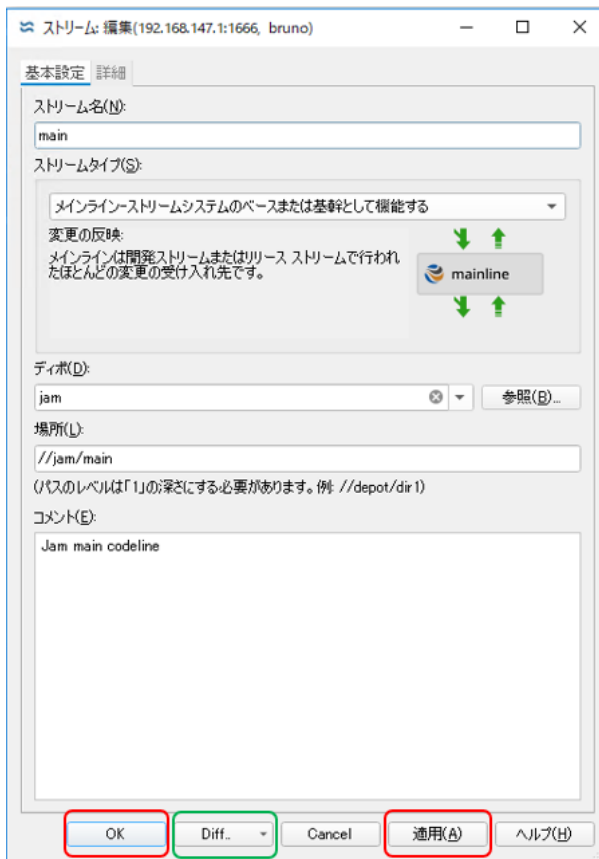 ストリーム: 編集(192.168.147.1:1666, bruno)
基本設定 詳細
ストリーム名(N):
main
ストリームタイプ(S):
メインライン-ストリームシステムのベースまたは基幹として機能する
変更の反映:
メインラインは開発ストリームまたはリリース ストリームで行われ
たほとんどの変更の受け入れ先です。
mainline
ディポ(D):
jam
参照(B)...
場所(L):
//jam/main
(パスのレベルは「1」の深さにする必要があります。例: //depot/dir1)
コメント(E):
Jam main codeline
OK Diff.. Cancel 適用(A) ヘルプ(H)